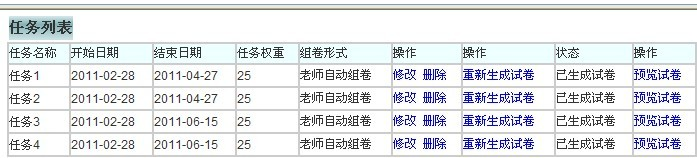 任务列表
任务名称 开始日期 结束日期 任务权重 组卷形式 操作 操作 状态 操作
任务1 2011-02-28 2011-04-27 25 老师自动组卷 修改 删除 重新生成试卷 已生成试卷 预览试卷
任务2 2011-02-28 2011-04-27 25 老师自动组卷 修改 删除 重新生成试卷 已生成试卷 预览试卷
任务3 2011-02-28 2011-06-15 25 老师自动组卷 修改 删除 重新生成试卷 已生成试卷 预览试卷
任务4 2011-02-28 2011-06-15 25 老师自动组卷 修改 删除 重新生成试卷 已生成试卷 预览试卷